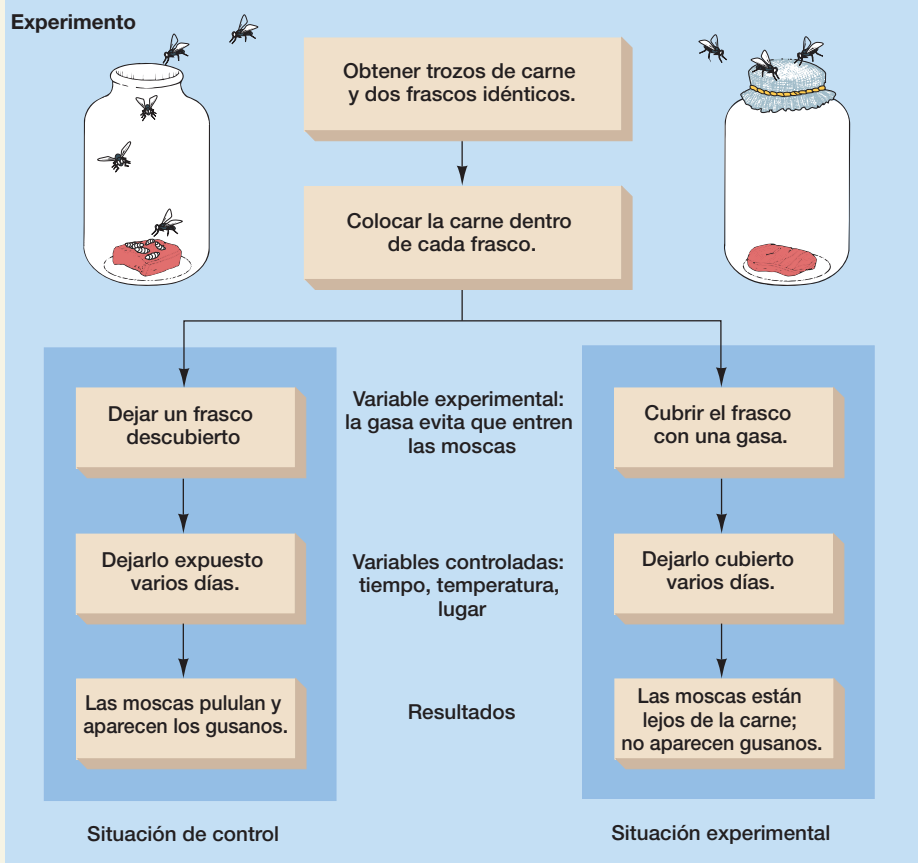 Experimento
Obtener trozos de carne
y dos frascos idénticos.
Colocar la carne dentro
de cada frasco.
Dejar un frasco
descubierto
Variable experimental:
la gasa evita que entren
las moscas
Cubrir el frasco
con una gasa.
Dejarlo expuesto
varios días.
Variables controladas:
tiempo, temperatura,
lugar
Dejarlo cubierto
varios días.
Las moscas pululan y
aparecen los gusanos.
Resultados
Las moscas están
lejos de la carne;
no aparecen gusanos.
Situación de control
Situación experimental